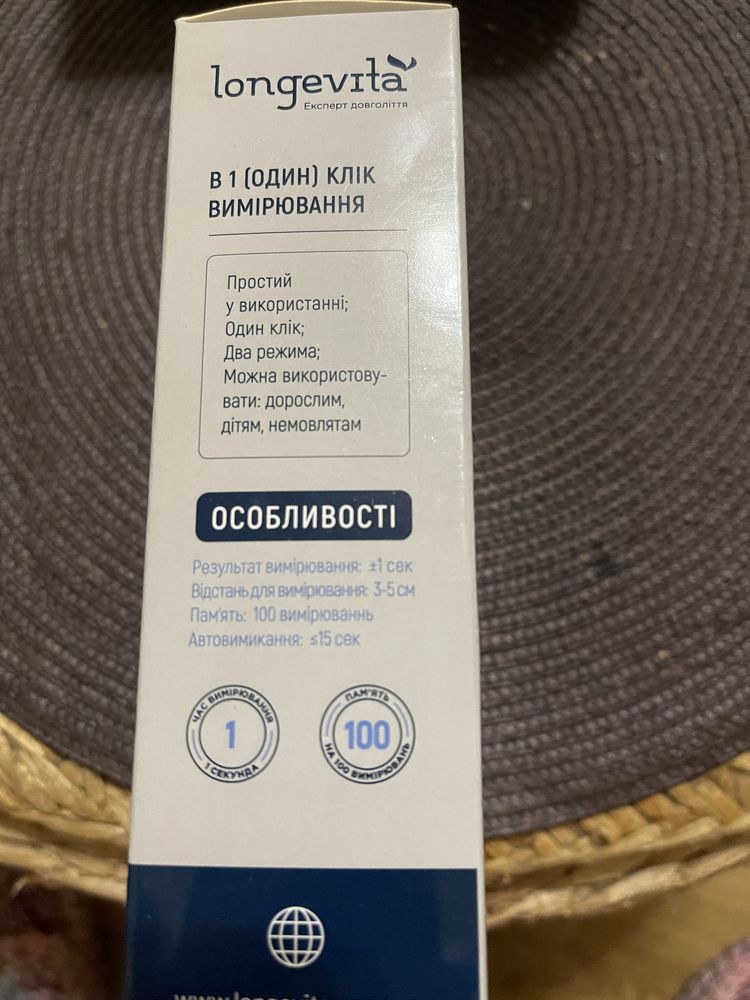 longevita
Експерт довголіття
В 1 (ОДИН) КЛІК
ВИМІРЮВАННЯ
Простий
у використанні;
Один клік;
Два режима;
Можна використову-
вати: дорослим,
дітям, немовлятам
ОСОБЛИВОСТІ
Результат вимірювання: ±1 сек
Відстань для вимірювання: 3-5 см
Пам'ять: 100 вимірюваннь
Автовимикання: ≤15 сек
ЧАС ВИМІРЮВАННЯ
1
1 СЕКУНДА
ПАМ'ЯТЬ
100
НА 100 ВИМІРЮВАНЬ